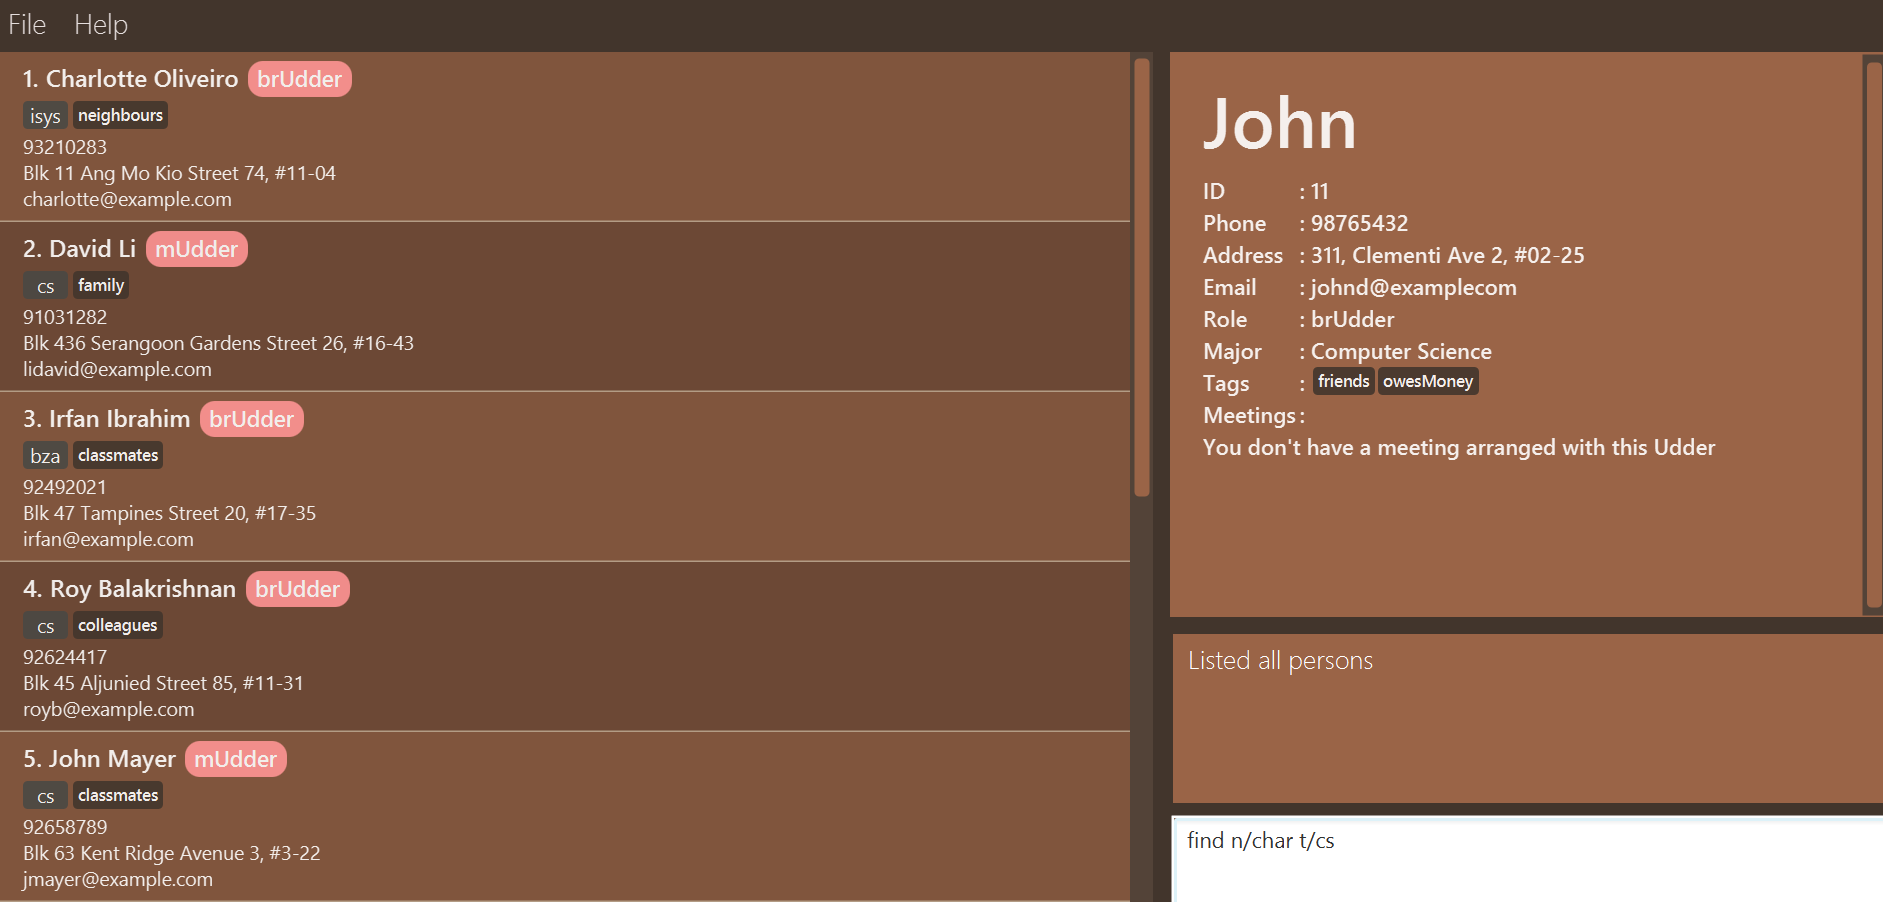 File Help
1. Charlotte Oliveiro brUdder
isys neighbours
93210283
Blk 11 Ang Mo Kio Street 74, #11-04
charlotte@example.com
2. David Li mUdder
cs family
91031282
Blk 436 Serangoon Gardens Street 26, #16-43
lidavid@example.com
3. Irfan Ibrahim brUdder
bza classmates
92492021
Blk 47 Tampines Street 20, #17-35
irfan@example.com
4. Roy Balakrishnan brUdder
cs colleagues
92624417
Blk 45 Aljunied Street 85, #11-31
royb@example.com
5. John Mayer mUdder
cs classmates
92658789
Blk 63 Kent Ridge Avenue 3, #3-22
jmayer@example.com
John
ID : 11
Phone : 98765432
Address : 311, Clementi Ave 2, #02-25
Email : johnd@examplecom
Role : brUdder
Major : Computer Science
Tags : friends owesMoney
Meetings :
You don't have a meeting arranged with this Udder
Listed all persons
find n/char t/cs